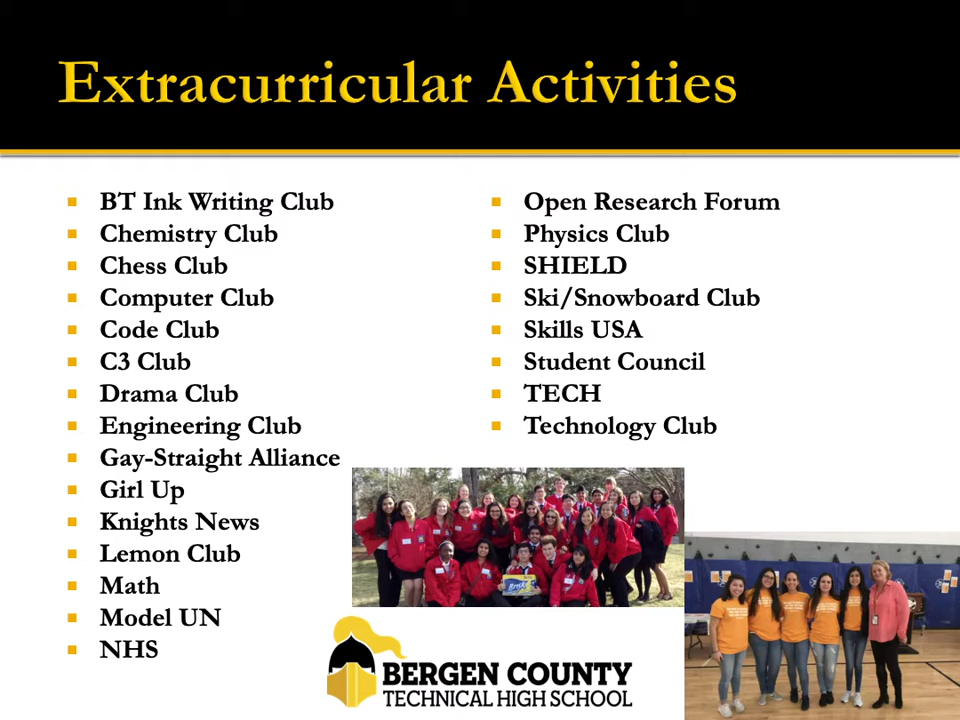 Extracurricular Activities
BT Ink Writing Club
Chemistry Club
Chess Club
Computer Club
Code Club
C3 Club
Drama Club
Engineering Club
Gay-Straight Alliance
Girl Up
Knights News
Lemon Club
Math
Model UN
NHS
Open Research Forum
Physics Club
SHIELD
Ski/Snowboard Club
Skills USA
Student Council
TECH
Technology Club
BERGEN COUNTY
TECHNICAL HIGH SCHOOL